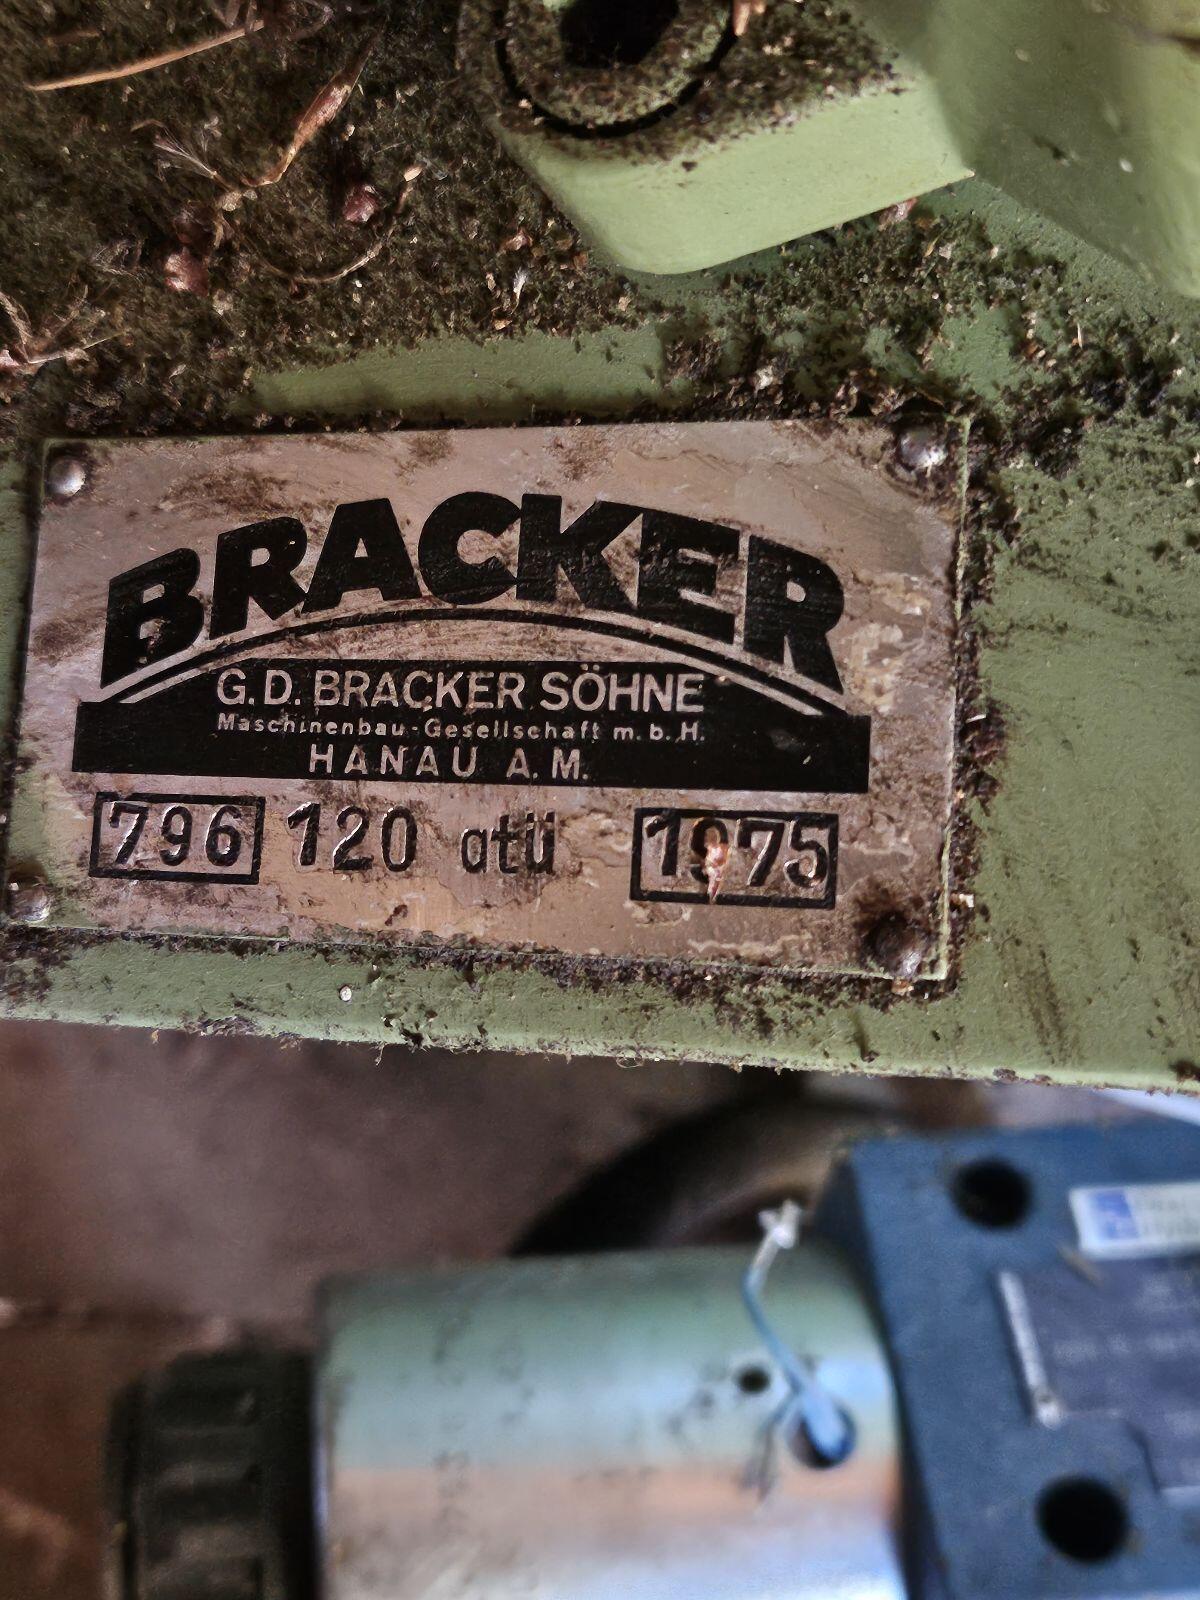 BRACKER
G.D. BRACKER SÖHNE
Maschinenbau-Gesellschaft m.b.H.
HANAU A.M.
796 120 atü 1975